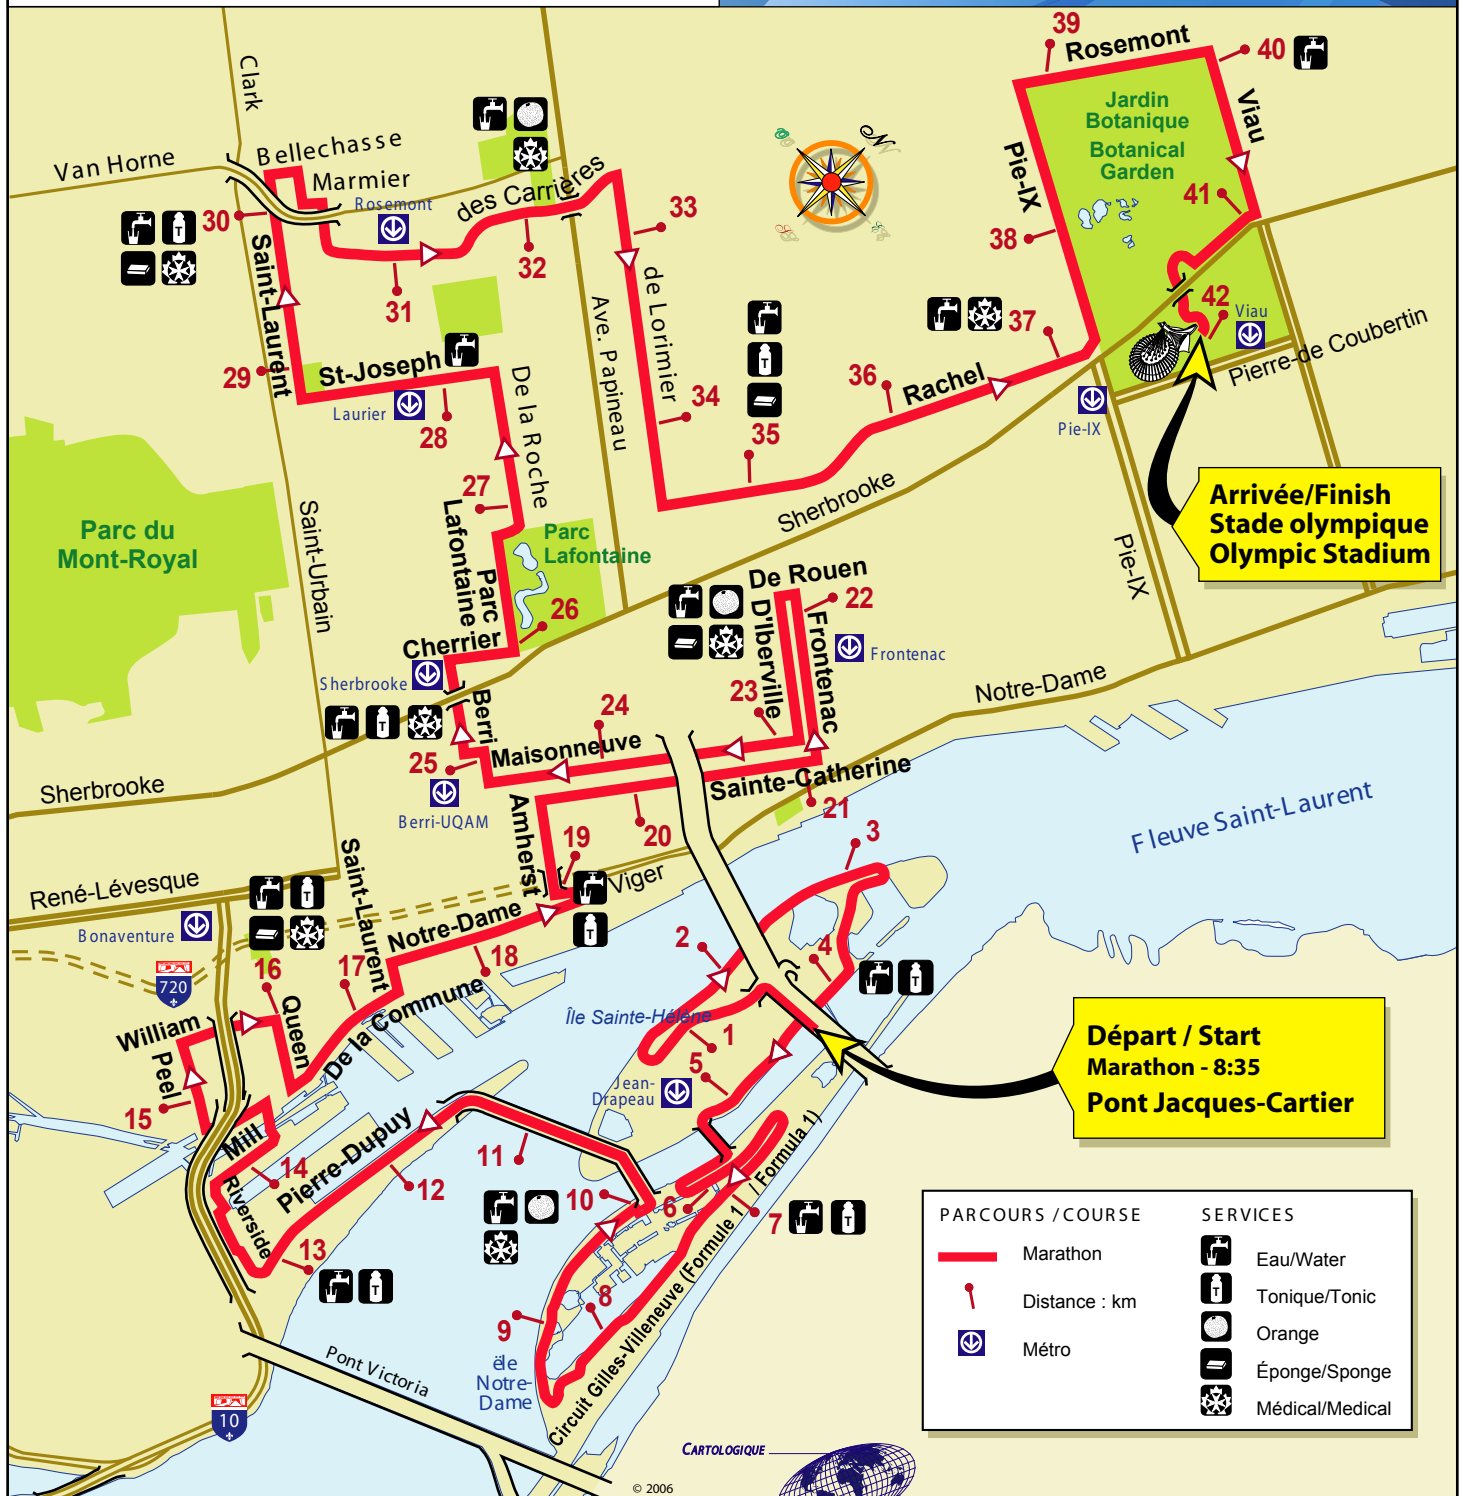 39
Rosemont
40
Clark
Viau
Jardin
Botanique
Botanical
Garden
Van Horne
Bellechasse
Marmier
des Carrières
Rosemont
Pie-IX
41
30
33
38
Saint-Laurent
32
31
de Lorimier
Ave. Papineau
42
Viau
Pierre-de Coubertin
37
29
St-Joseph
Laurier
28
De la Roche
36
Rachel
34
35
Pie-IX
27
Sherbrooke
Arrivée/Finish
Stade olympique
Olympic Stadium
Parc du
Mont-Royal
Saint-Urbain
Parc
Lafontaine
Parc
Lafontaine
Pie-IX
De Rouen
22
26
Cherrier
D'Iberville
Frontenac
Frontenac
Sherbrooke
Notre-Dame
Berri
23
24
Maisonneuve
25
Sherbrooke
Sainte-Catherine
Berri-UQAM
Amherst
20
21
3
Fleuve Saint-Laurent
19
Saint-Laurent
René-Lévesque
Viger
Bonaventure
Notre-Dame
2
4
16
17
18
720
Queen
De la Commune
William
Île Sainte-Hélène
1
Départ / Start
Marathon - 8:35
Pont Jacques-Cartier
Peel
5
Jean-
Drapeau
15
Mill
14
Pierre-Dupuy
11
12
Riverside
10
6
7
13
PARCOURS / COURSE
Marathon
Distance : km
Métro
SERVICES
Eau/Water
Tonique/Tonic
Orange
Éponge/Sponge
Médical/Medical
8
9
Circuit Gilles-Villeneuve (Formule 1 / Formula 1)
ële
Notre-
Dame
Pont Victoria
10
CARTOLOGIQUE
© 2006